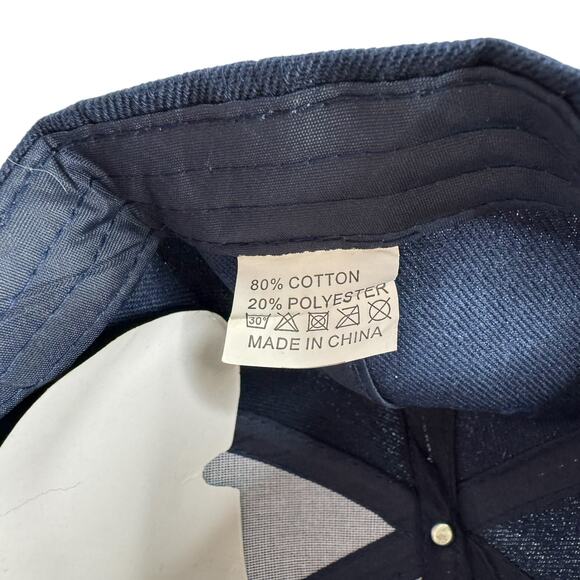 80% COTTON
20% POLYESTER
30°
MADE IN CHINA